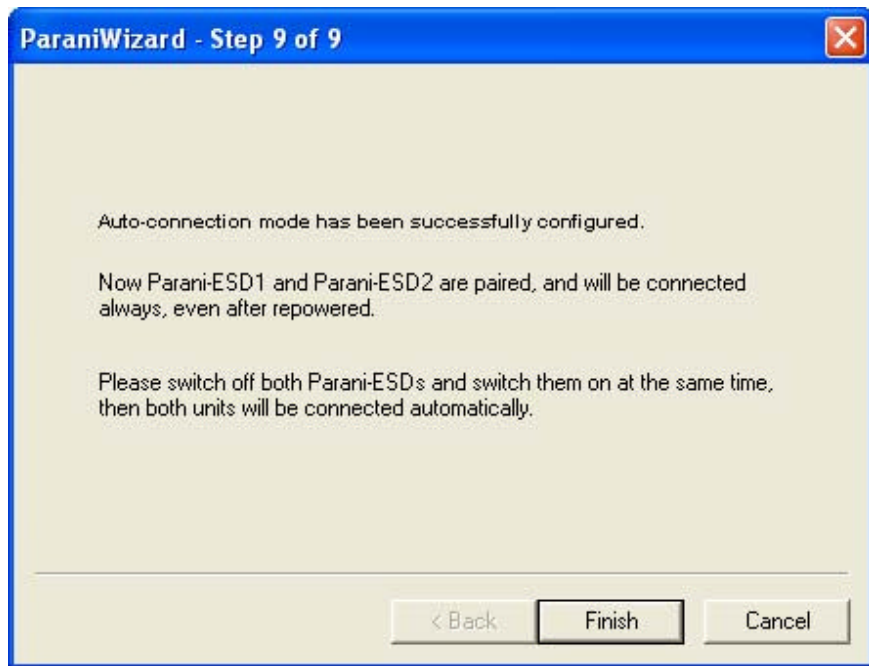 ParaniWizard - Step 9 of 9
Auto-connection mode has been successfully configured.
Now Parani-ESD1 and Parani-ESD2 are paired, and will be connected
always, even after repowered.
Please switch off both Parani-ESDs and switch them on at the same time,
then both units will be connected automatically.
< Back Finish Cancel